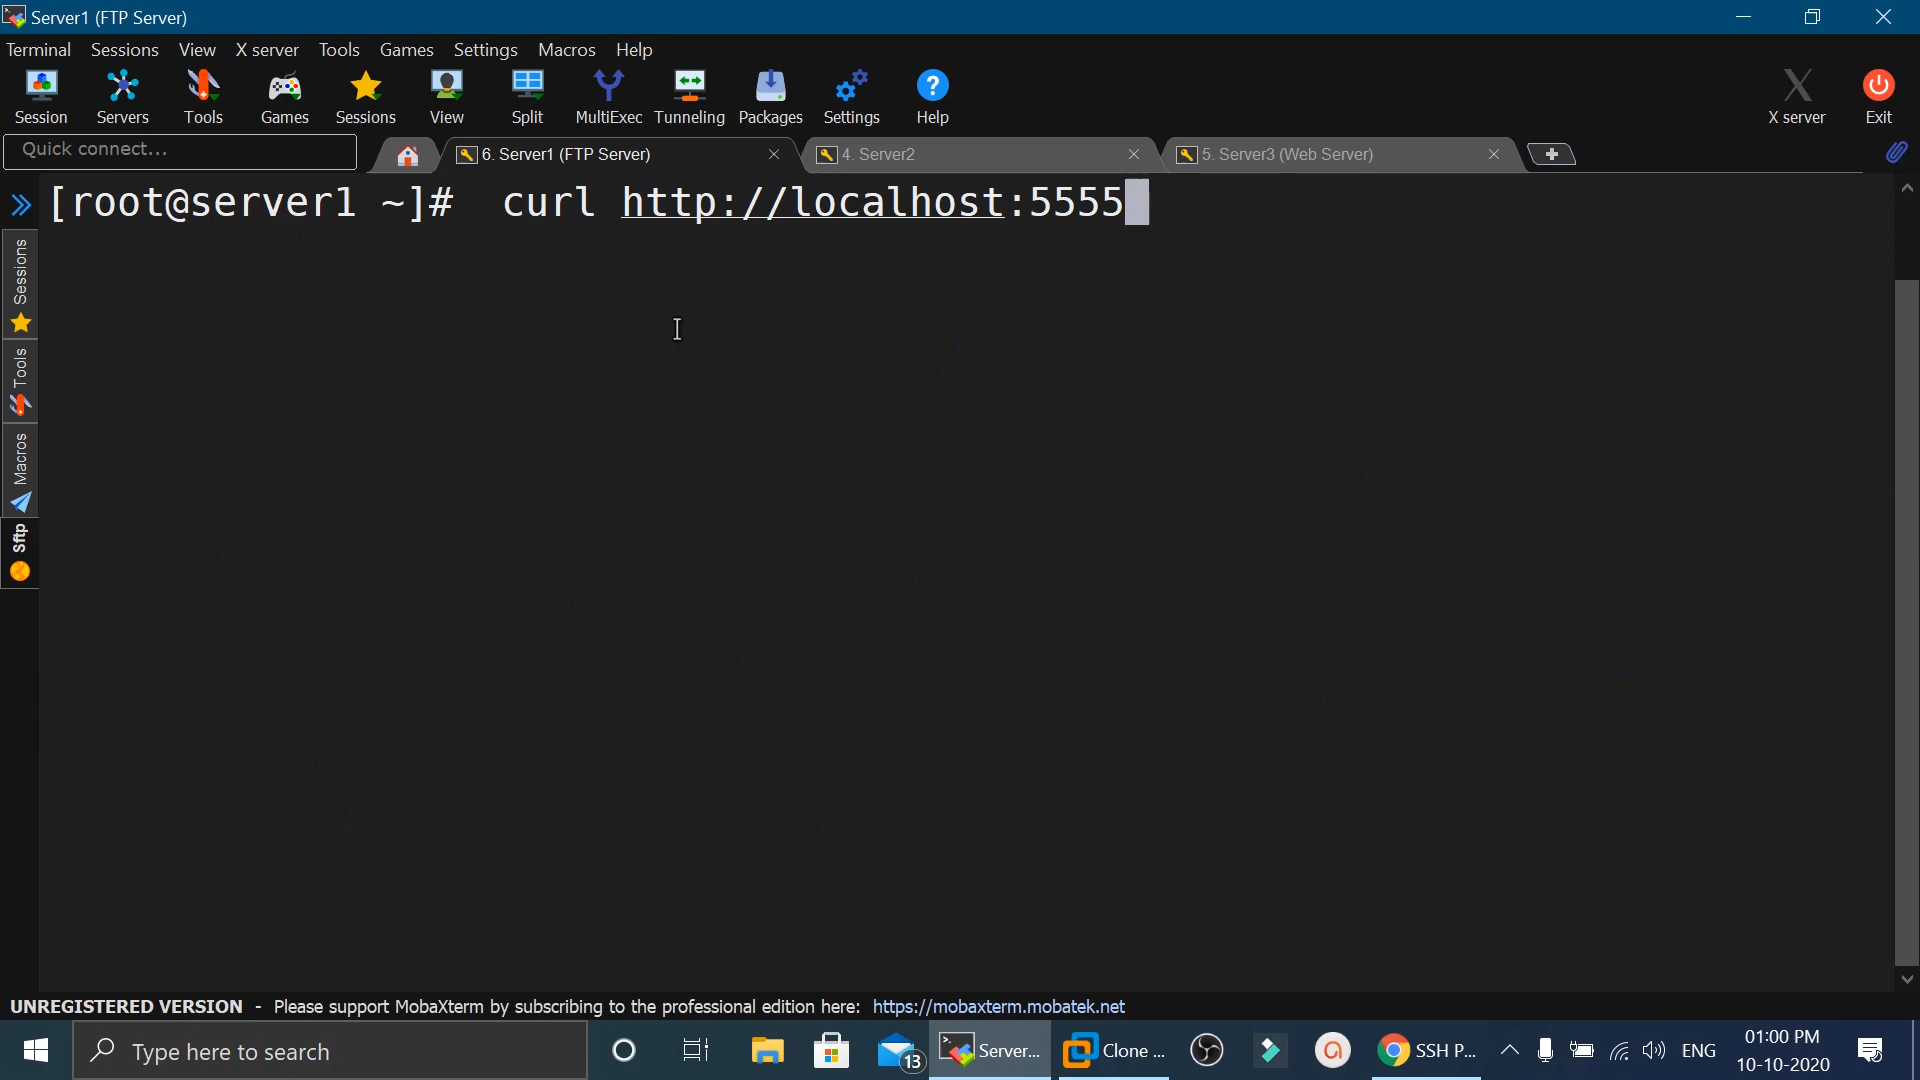 Server1 (FTP Server)
Terminal Sessions View X server Tools Games Settings Macros Help
Session Servers Tools Games Sessions View Split MultiExec Tunneling Packages Settings Help X server Exit
Quick connect... 6. Server1 (FTP Server) 4. Server2 5. Server3 (Web Server)
[root@server1 ~]#  curl http://localhost:5555
Sessions
Tools
Macros
Sftp
UNREGISTERED VERSION - Please support MobaXterm by subscribing to the professional edition here: https://mobaxterm.mobatek.net
Type here to search 13 Server... Clone ... SSH P... ENG 01:00 PM
10-10-2020